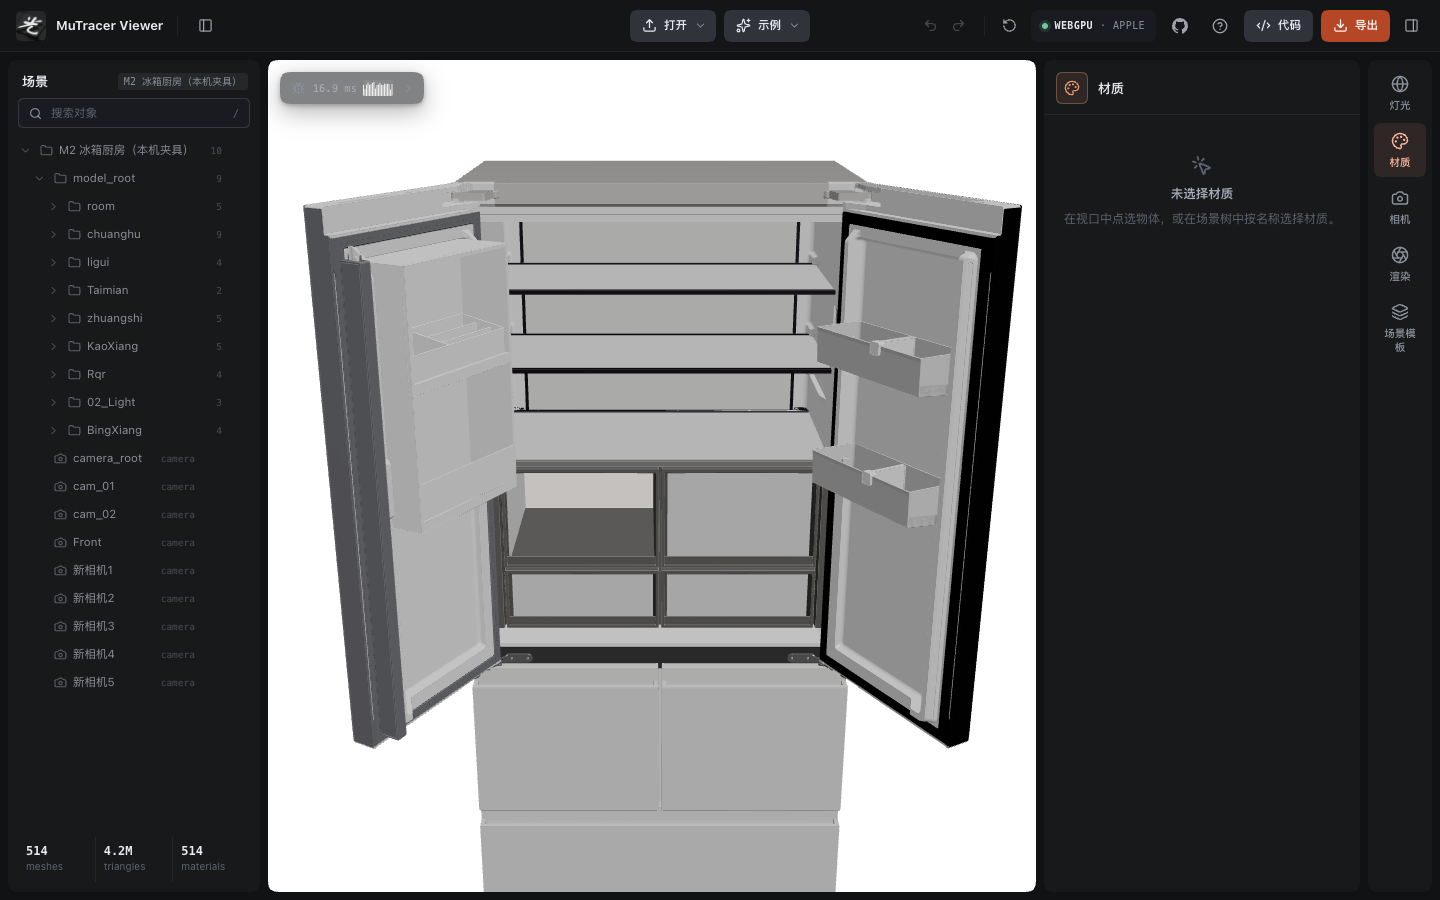 MuTracer Viewer
打开
示例
WEBGPU · APPLE
代码
导出
场景
M2 冰箱厨房 (本机夹具)
搜索对象
/
M2 冰箱厨房（本机夹具）
10
model_root
9
room
5
chuanghu
9
ligui
4
Taimian
2
zhuangshi
5
KaoXiang
5
Rqr
4
02_Light
3
BingXiang
4
camera_root
camera
cam_01
camera
cam_02
camera
Front
camera
新相机1
camera
新相机2
camera
新相机3
camera
新相机4
camera
新相机5
camera
514
meshes
4.2M
triangles
514
materials
16.9 ms
材质
未选择材质
在视口中点选物体，或在场景树中按名称选择材质。
灯光
材质
相机
渲染
场景模
板